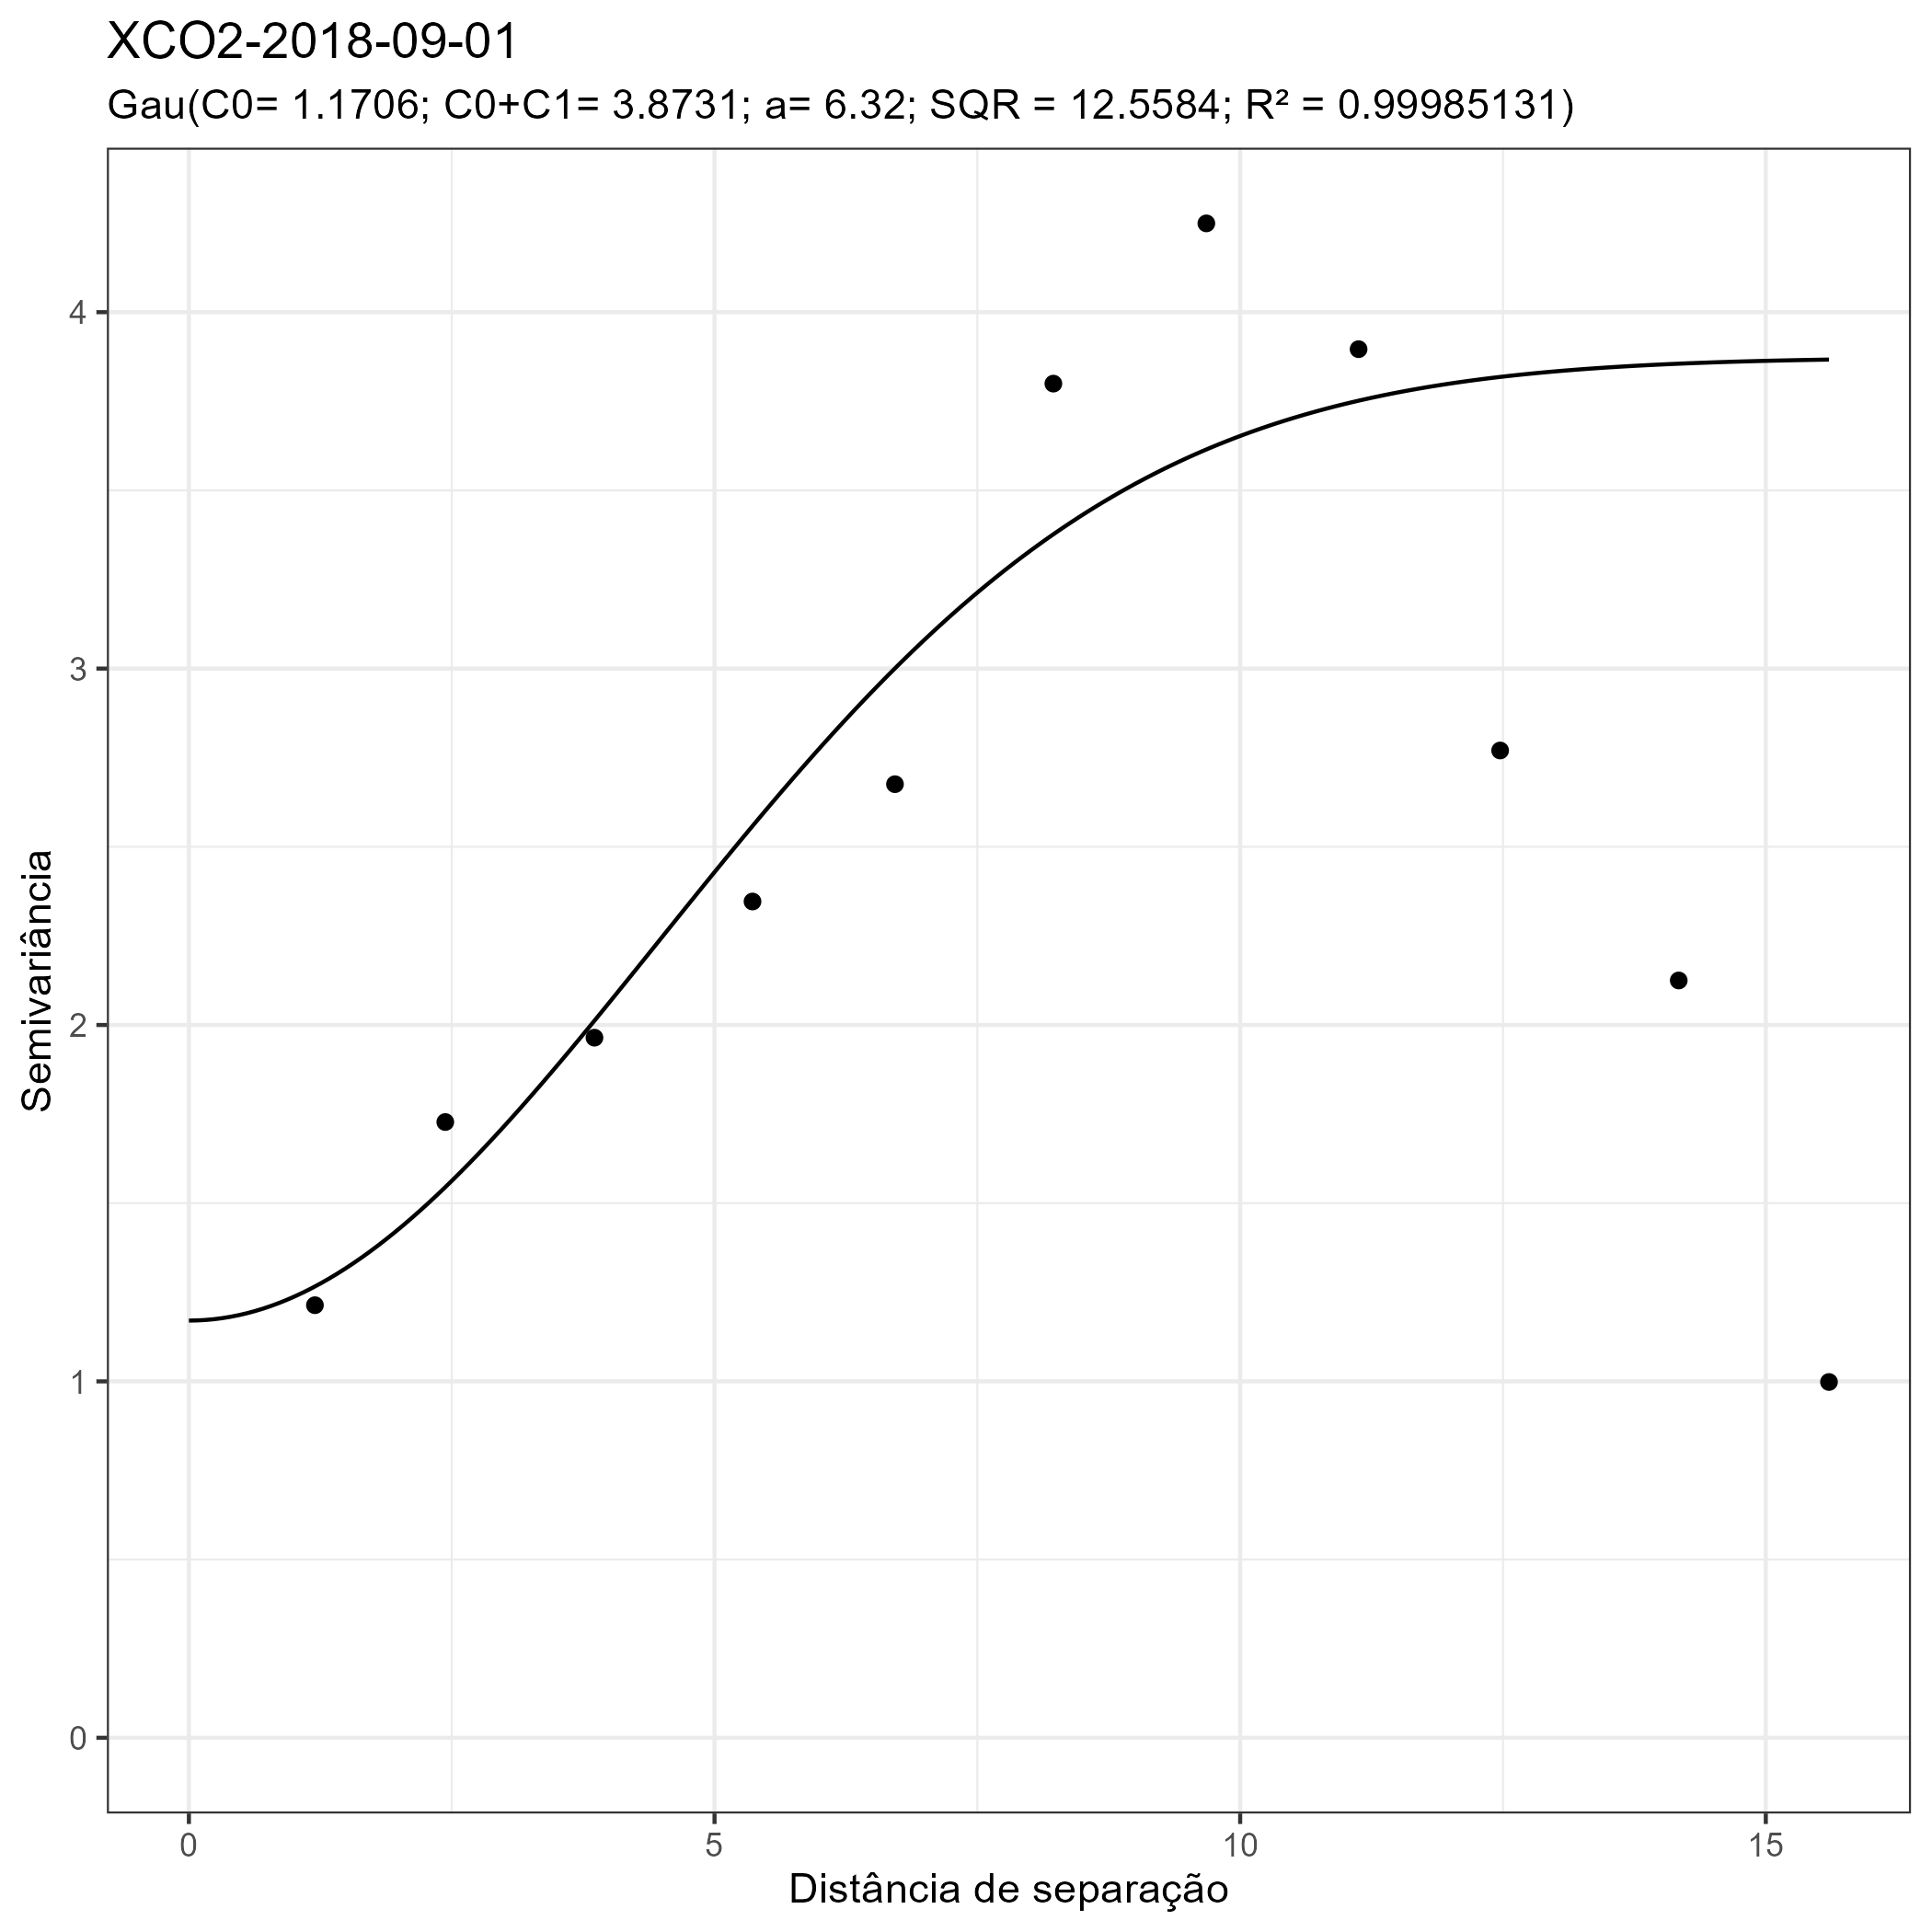 XCO2-2018-09-01
Gau(C0= 1.1706; C0+C1= 3.8731; a= 6.32; SQR = 12.5584; R² = 0.99985131)
4
3
2
1
0
Semivariância
0 5 10 15
Distância de separação